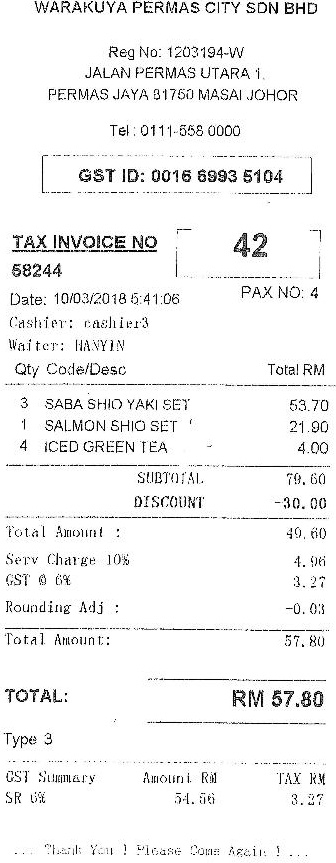 WARAKUYA PERMAS CITY SDN BHD
Reg No: 1203194-W
JALAN PERMAS UTARA 1,
PERMAS JAYA 81750 MASAI JOHOR
Tel : 0111-558 0000
GST ID: 0016 6993 5104
TAX INVOICE NO 42
58244
Date: 10/03/2018 5:41:06 PAX NO: 4
Cashier: cashier3
Waiter: HANYIN
Qty Code/Desc Total RM
3 SABA SHIO YAKI SET 53.70
1 SALMON SHIO SET 21.90
4 ICED GREEN TEA 4.00
SUBTOTAL 79.60
DISCOUNT -30.00
Total Amount : 49.60
Serv Charge 10% 4.96
GST @ 6% 3.27
Rounding Adj : -0.03
Total Amount: 57.80
TOTAL: RM 57.80
Type 3
GST Summary Amount RM TAX RM
SR 6% 54.56 3.27
... Thank You ! Please Come Again ! ...